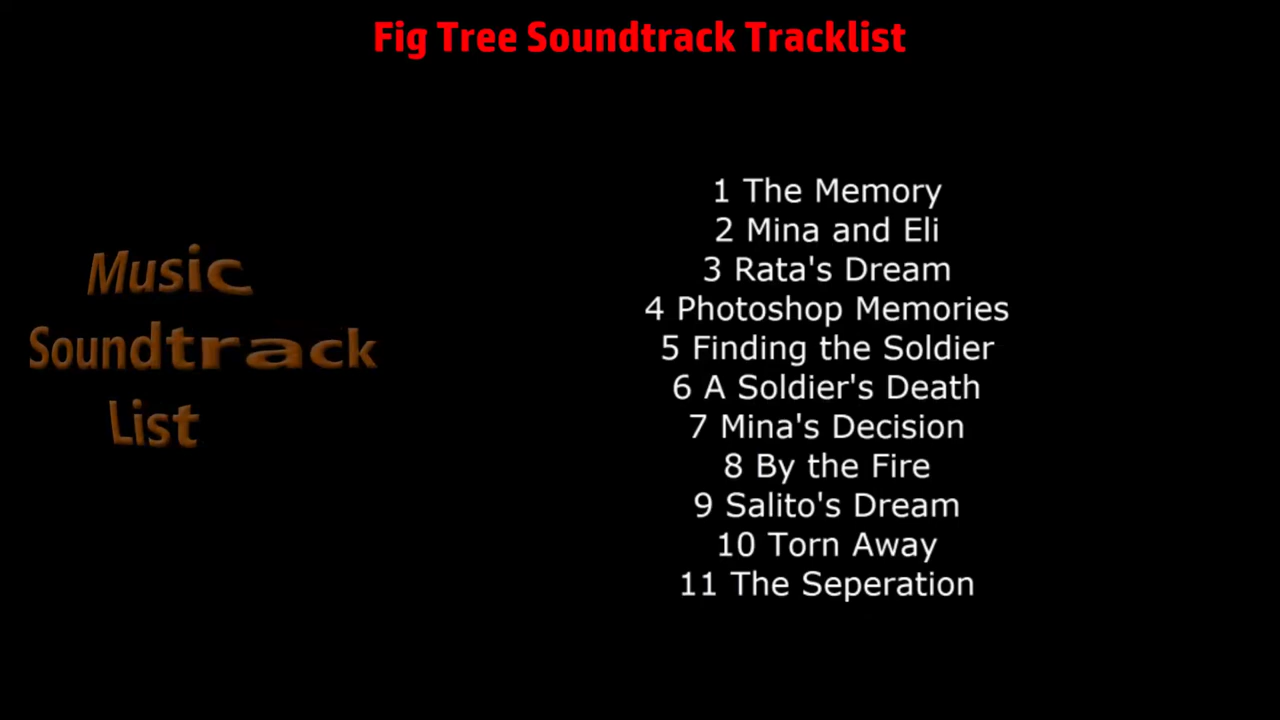 Fig Tree Soundtrack Tracklist
Music
Soundtrack
List
1 The Memory
2 Mina and Eli
3 Rata's Dream
4 Photoshop Memories
5 Finding the Soldier
6 A Soldier's Death
7 Mina's Decision
8 By the Fire
9 Salito's Dream
10 Torn Away
11 The Seperation